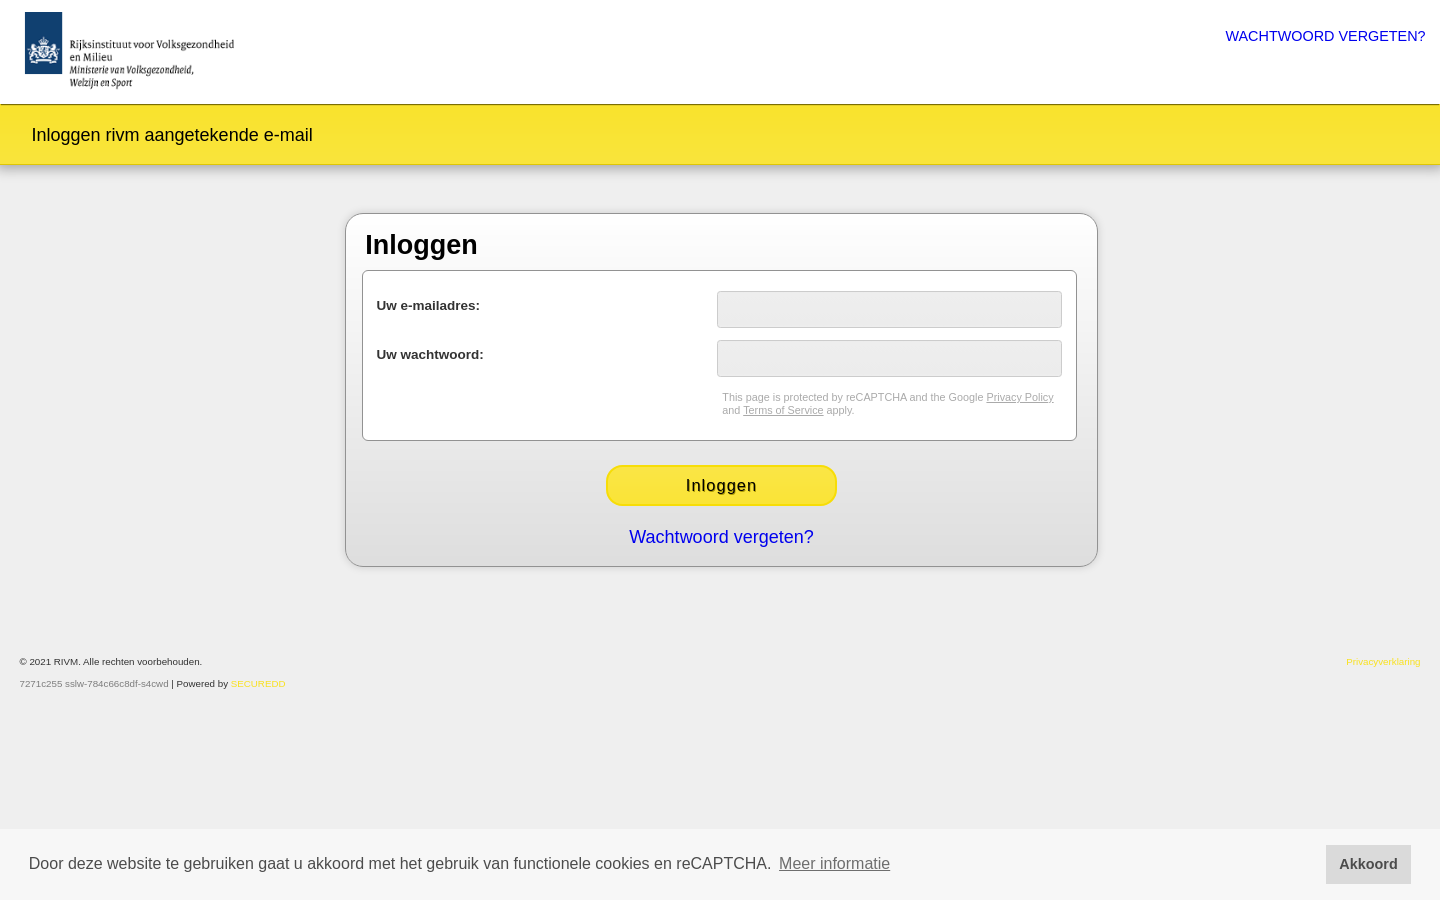 Rijksinstituut voor Volksgezondheid
en Milieu
Ministerie van Volksgezondheid,
Welzijn en Sport
WACHTWOORD VERGETEN?
Inloggen rivm aangetekende e-mail
Inloggen
Uw e-mailadres:
Uw wachtwoord:
This page is protected by reCAPTCHA and the Google Privacy Policy
and Terms of Service apply.
Inloggen
Wachtwoord vergeten?
© 2021 RIVM. Alle rechten voorbehouden.
Privacyverklaring
7271c255 sslw-784c66c8df-s4cwd | Powered by SECUREDD
Door deze website te gebruiken gaat u akkoord met het gebruik van functionele cookies en reCAPTCHA. Meer informatie
Akkoord